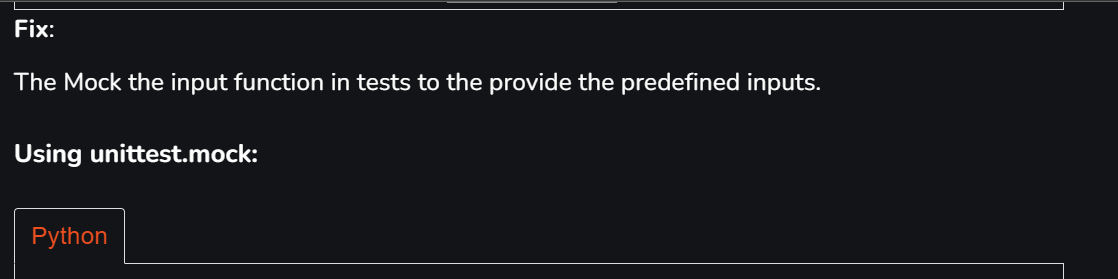 Fix:
The Mock the input function in tests to the provide the predefined inputs.
Using unittest.mock:
Python